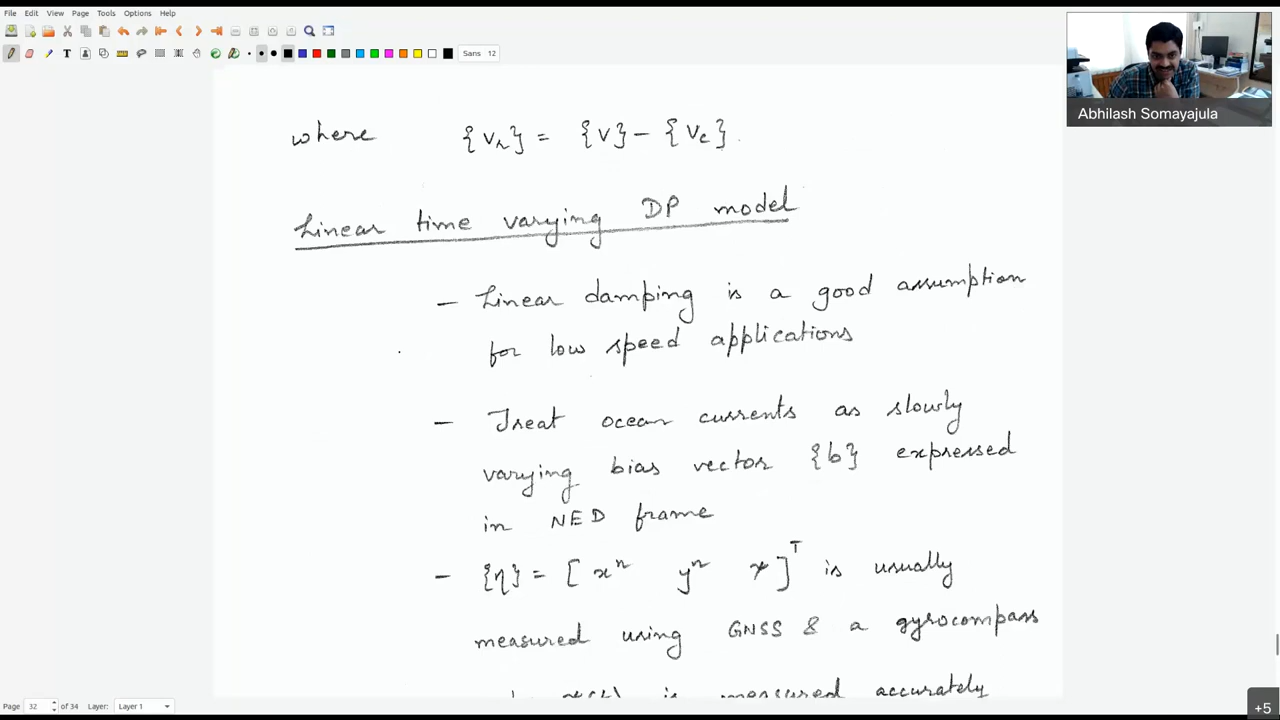 File Edit View Page Tools Options Help
Sans 12
Abhilash Somayajula
where {Vr} = {V} - {Vc}
Linear time varying DP model
- Linear damping is a good assumption
for low speed applications
- Treat ocean currents as slowly
varying bias vector {b} expressed
in NED frame
- {η} = [ xⁿ yⁿ ψ ]ᵀ is usually
measured using GNSS & a gyrocompass
is measured accurately
Page 32 of 34 Layer: Layer 1
+5